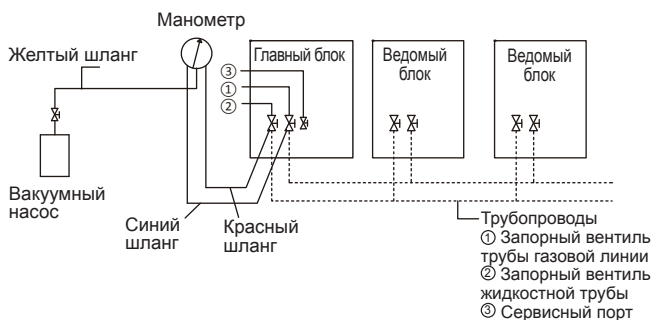 Манометр
Желтый шланг
Главный блок
Ведомый
блок
Ведомый
блок
③
①
②
Вакуумный
насос
Синий
шланг
Красный
шланг
Трубопроводы
① Запорный вентиль
трубы газовой линии
② Запорный вентиль
жидкостной трубы
③ Сервисный порт